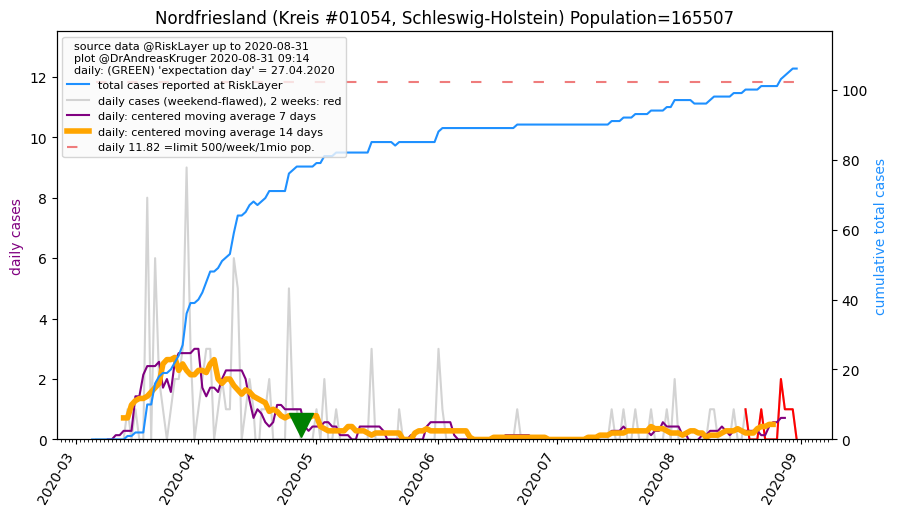 Nordfriesland (Kreis #01054, Schleswig-Holstein) Population=165507
source data @RiskLayer up to 2020-08-31
plot @DrAndreasKruger 2020-08-31 09:14
daily: (GREEN) 'expectation day' = 27.04.2020
total cases reported at RiskLayer
daily cases (weekend-flawed), 2 weeks: red
daily: centered moving average 7 days
daily: centered moving average 14 days
daily 11.82 =limit 500/week/1mio pop.
daily cases
12
10
8
6
4
2
0
cumulative total cases
100
80
60
40
20
0
2020-03
2020-04
2020-05
2020-06
2020-07
2020-08
2020-09